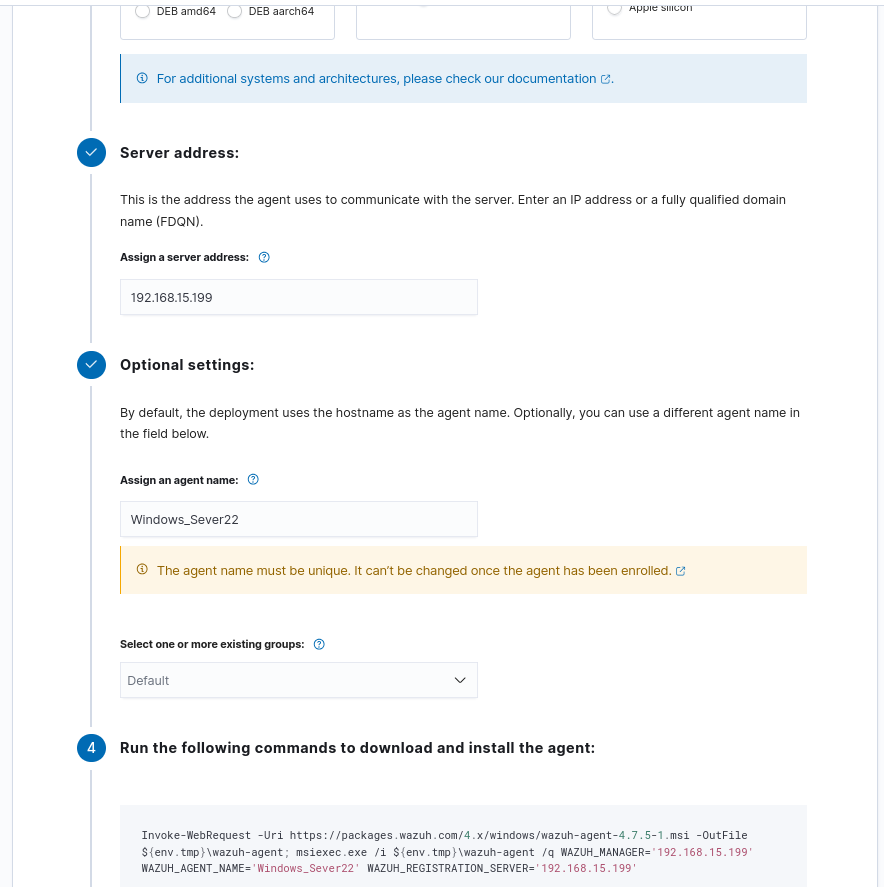 DEB amd64 DEB aarch64 Apple silicon
For additional systems and architectures, please check our documentation.
Server address:
This is the address the agent uses to communicate with the server. Enter an IP address or a fully qualified domain
name (FDQN).
Assign a server address:
192.168.15.199
Optional settings:
By default, the deployment uses the hostname as the agent name. Optionally, you can use a different agent name in
the field below.
Assign an agent name:
Windows_Sever22
The agent name must be unique. It can’t be changed once the agent has been enrolled.
Select one or more existing groups:
Default
4 Run the following commands to download and install the agent:
Invoke-WebRequest -Uri https://packages.wazuh.com/4.x/windows/wazuh-agent-4.7.5-1.msi -OutFile
${env.tmp}\wazuh-agent; msiexec.exe /i ${env.tmp}\wazuh-agent /q WAZUH_MANAGER='192.168.15.199'
WAZUH_AGENT_NAME='Windows_Sever22' WAZUH_REGISTRATION_SERVER='192.168.15.199'